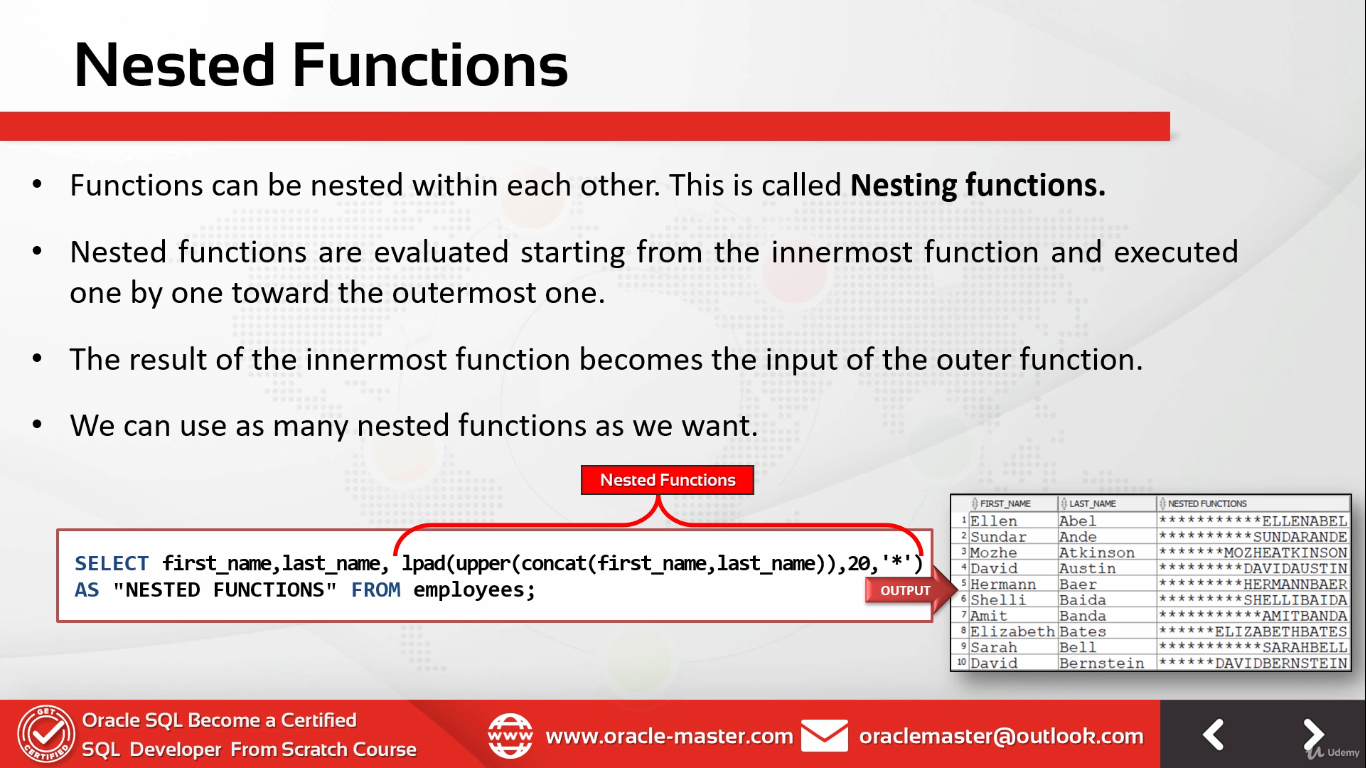 Nested Functions
• Functions can be nested within each other. This is called Nesting functions.
• Nested functions are evaluated starting from the innermost function and executed
one by one toward the outermost one.
• The result of the innermost function becomes the input of the outer function.
• We can use as many nested functions as we want.
Nested Functions
SELECT first_name,last_name, lpad(upper(concat(first_name,last_name)),20,'*')
AS "NESTED FUNCTIONS" FROM employees;
OUTPUT
FIRST_NAME LAST_NAME NESTED FUNCTIONS
1 Ellen Abel ***********ELLENABEL
2 Sundar Ande **********SUNDARANDE
3 Mozhe Atkinson *******MOZHEATKINSON
4 David Austin *********DAVIDAUSTIN
5 Hermann Baer *********HERMANNBAER
6 Shelli Baida *********SHELLIBAIDA
7 Amit Banda ***********AMITBANDA
8 Elizabeth Bates ******ELIZABETHBATES
9 Sarah Bell ***********SARAHBELL
10 David Bernstein ******DAVIDBERNSTEIN
GET CERTIFIED
Oracle SQL Become a Certified
SQL Developer From Scratch Course
www
www.oracle-master.com
oraclemaster@outlook.com
Udemy